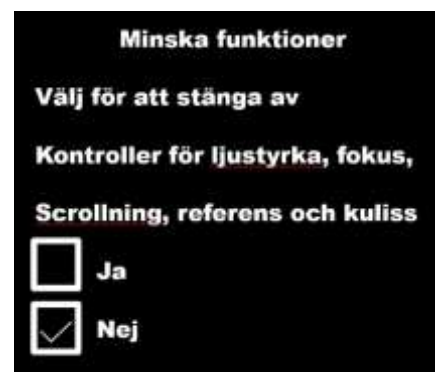 Minska funktioner
Välj för att stänga av
Kontroller för ljustyrka, fokus,
Scrollning, referens och kuliss
Ja
Nej